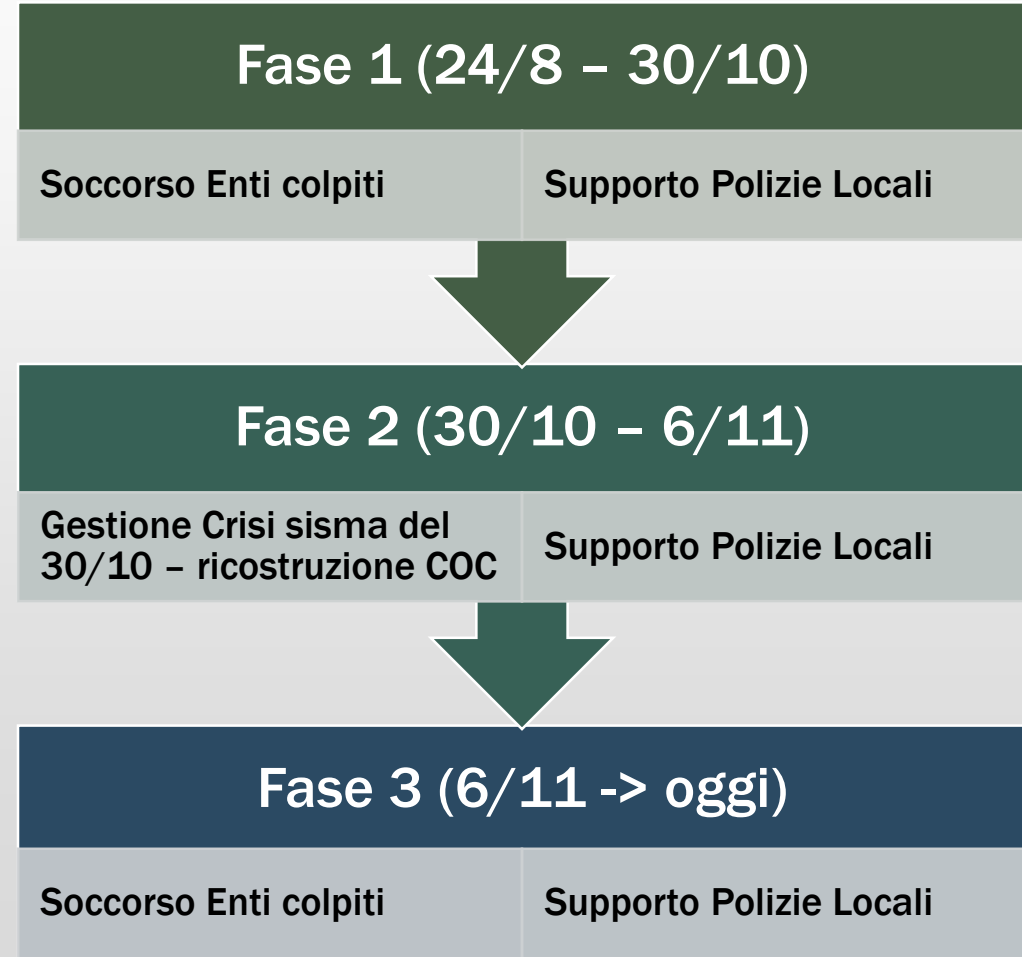 Fase 1 (24/8 – 30/10)
Soccorso Enti colpiti
Supporto Polizie Locali
Fase 2 (30/10 – 6/11)
Gestione Crisi sisma del
30/10 – ricostruzione COC
Supporto Polizie Locali
Fase 3 (6/11 -> oggi)
Soccorso Enti colpiti
Supporto Polizie Locali